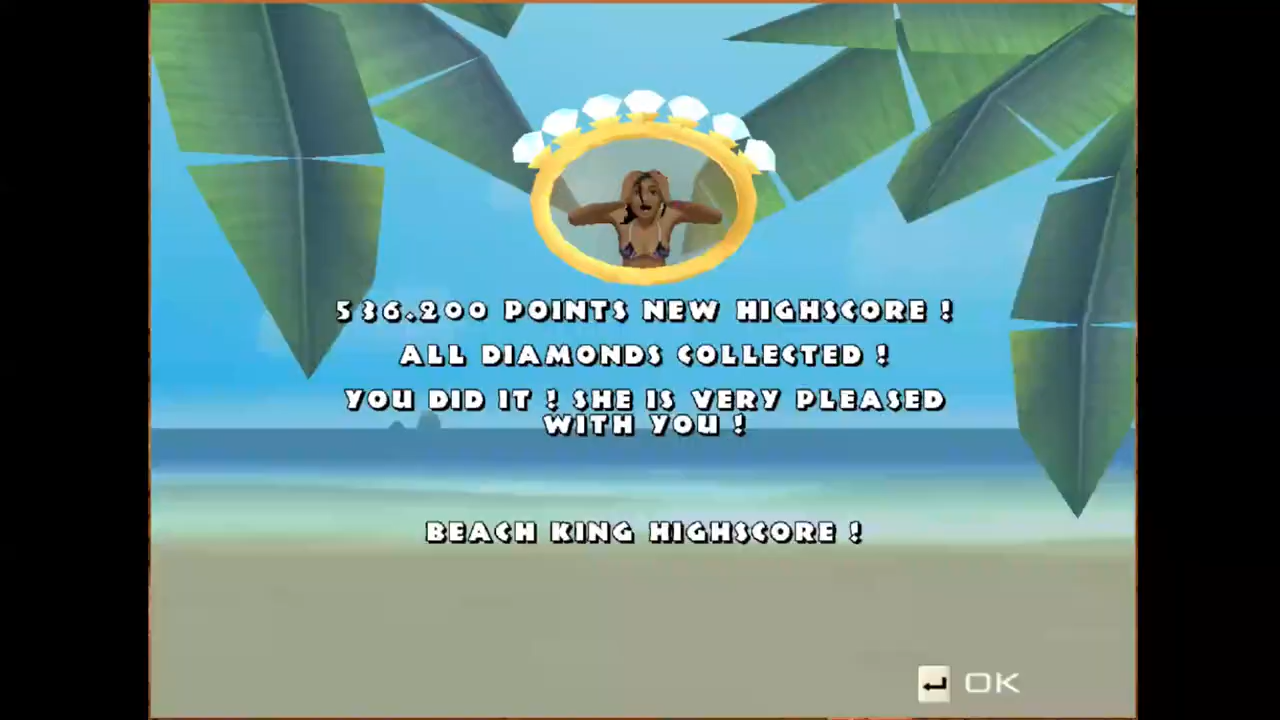 536.200 POINTS NEW HIGHSCORE !
ALL DIAMONDS COLLECTED !
YOU DID IT ! SHE IS VERY PLEASED
WITH YOU !
BEACH KING HIGHSCORE !
OK